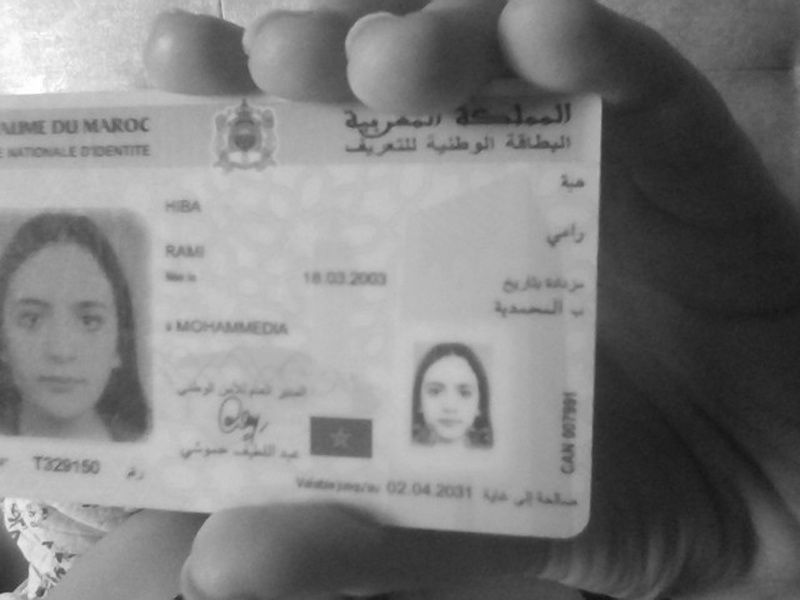 AUME DU MAROC
E NATIONALE D'IDENTITE
المملكة المغربية
البطاقة الوطنية للتعريف
هبة
HIBA
رامي
RAMI
18.03.2003
مزدادة بتاريخ
ب المحمدية
à MOHAMMEDIA
المدير العام للأمن الوطني
عبد اللطيف حموشي
CAN 007991
T329150
رقم
Valable jusqu'au 02.04.2031 صالحة إلى غاية